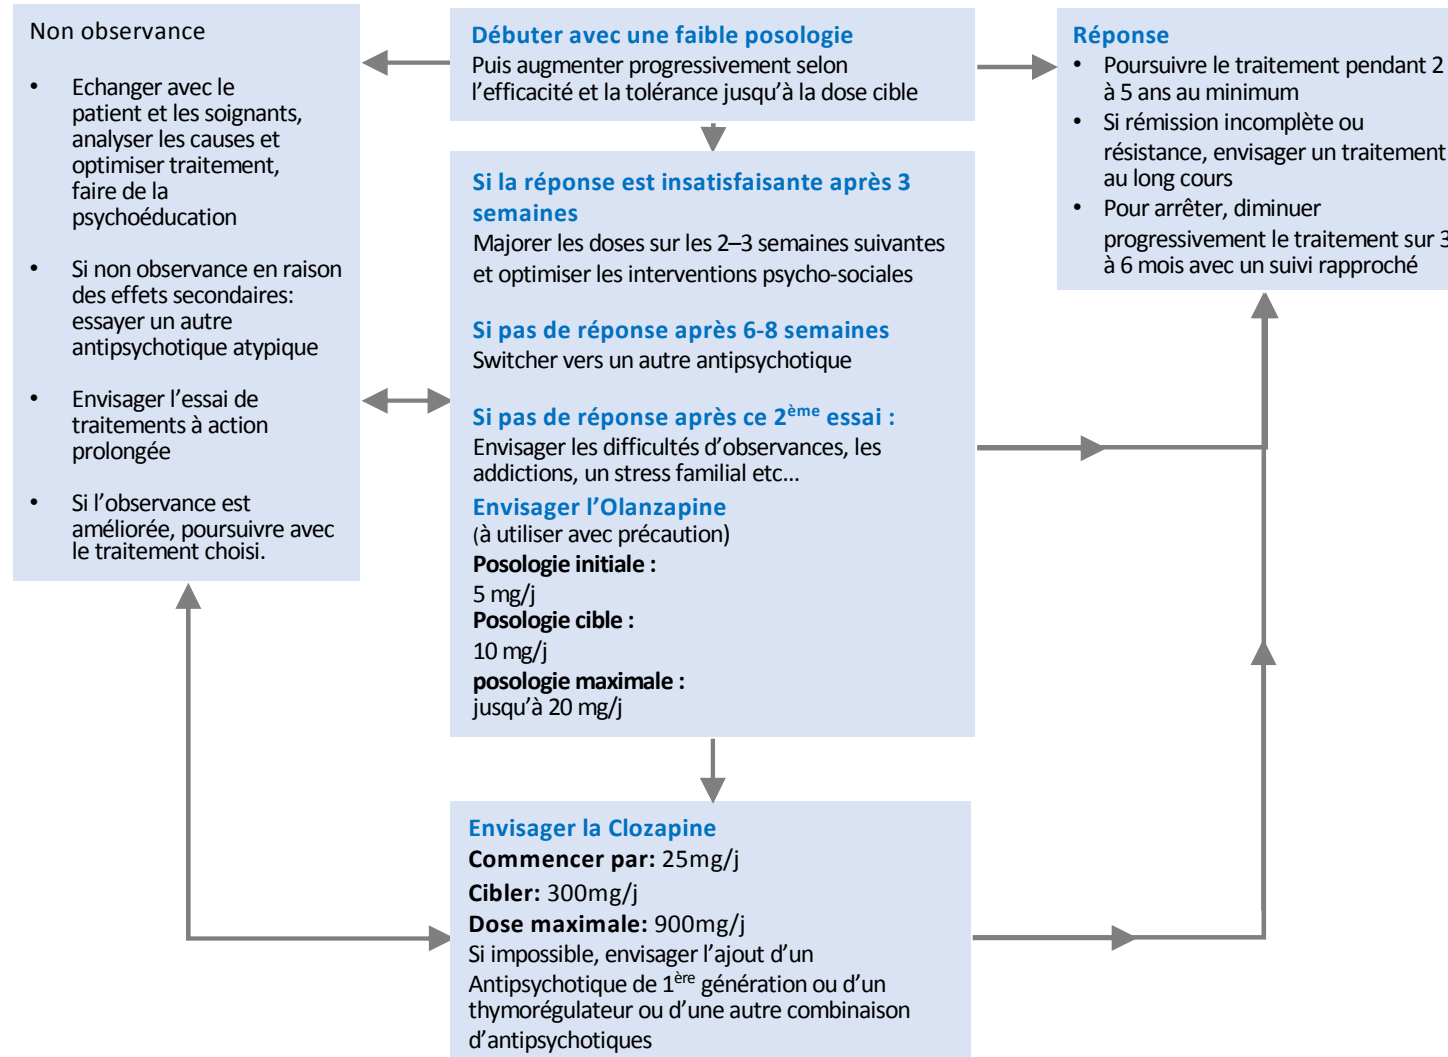 Non observance
• Echanger avec le
patient et les soignants,
analyser les causes et
optimiser traitement,
faire de la
psychoéducation
• Si non observance en raison
des effets secondaires:
essayer un autre
antipsychotique atypique
• Envisager l’essai de
traitements à action
prolongée
• Si l’observance est
améliorée, poursuivre avec
le traitement choisi.
Débuter avec une faible posologie
Puis augmenter progressivement selon
l’efficacité et la tolérance jusqu’à la dose cible
Si la réponse est insatisfaisante après 3
semaines
Majorer les doses sur les 2–3 semaines suivantes
et optimiser les interventions psycho-sociales
Si pas de réponse après 6-8 semaines
Switcher vers un autre antipsychotique
Si pas de réponse après ce 2ème essai :
Envisager les difficultés d’observances, les
addictions, un stress familial etc...
Envisager l’Olanzapine
(à utiliser avec précaution)
Posologie initiale :
5 mg/j
Posologie cible :
10 mg/j
posologie maximale :
jusqu’à 20 mg/j
Envisager la Clozapine
Commencer par: 25mg/j
Cibler: 300mg/j
Dose maximale: 900mg/j
Si impossible, envisager l’ajout d’un
Antipsychotique de 1ère génération ou d’un
thymorégulateur ou d’une autre combinaison
d’antipsychotiques
Réponse
• Poursuivre le traitement pendant 2
à 5 ans au minimum
• Si rémission incomplète ou
résistance, envisager un traitement
au long cours
• Pour arrêter, diminuer
progressivement le traitement sur 3
à 6 mois avec un suivi rapproché